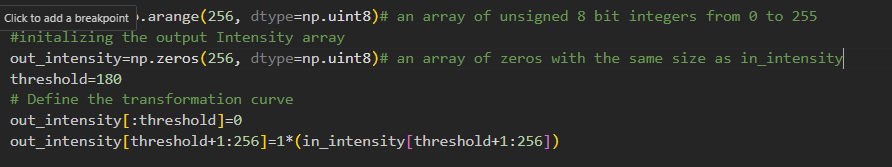 Click to add a breakpoint .arange(256, dtype=np.uint8)# an array of unsigned 8 bit integers from 0 to 255
#initalizing the output Intensity array
out_intensity=np.zeros(256, dtype=np.uint8)# an array of zeros with the same size as in_intensity
threshold=180
# Define the transformation curve
out_intensity[:threshold]=0
out_intensity[threshold+1:256]=1*(in_intensity[threshold+1:256])